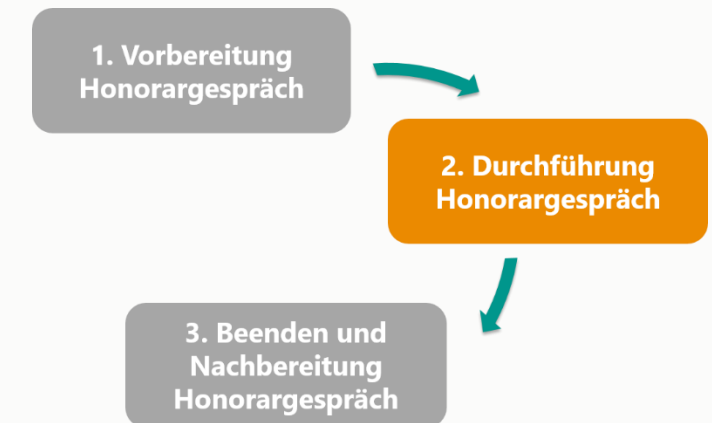 1. Vorbereitung
Honorargespräch
2. Durchführung
Honorargespräch
3. Beenden und
Nachbereitung
Honorargespräch